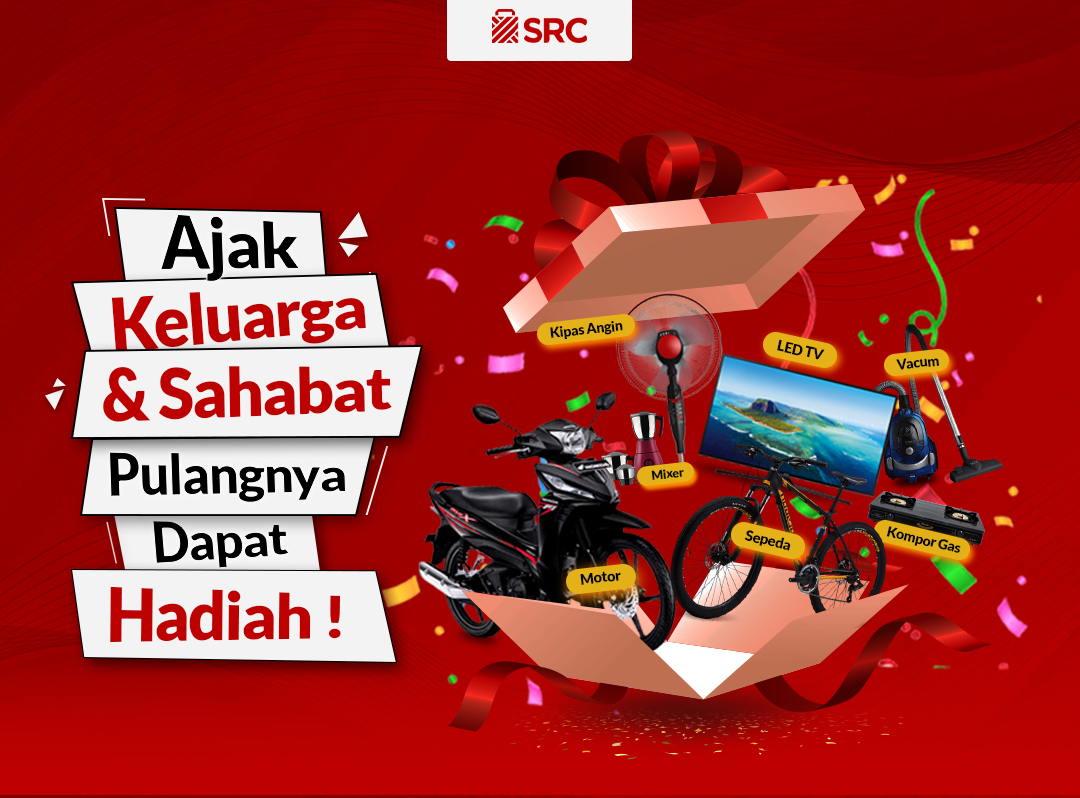 SRC
Ajak
Keluarga
& Sahabat
Pulangnya
Dapat
Hadiah !
Kipas Angin
LED TV
Vacum
Mixer
Sepeda
Kompor Gas
Motor